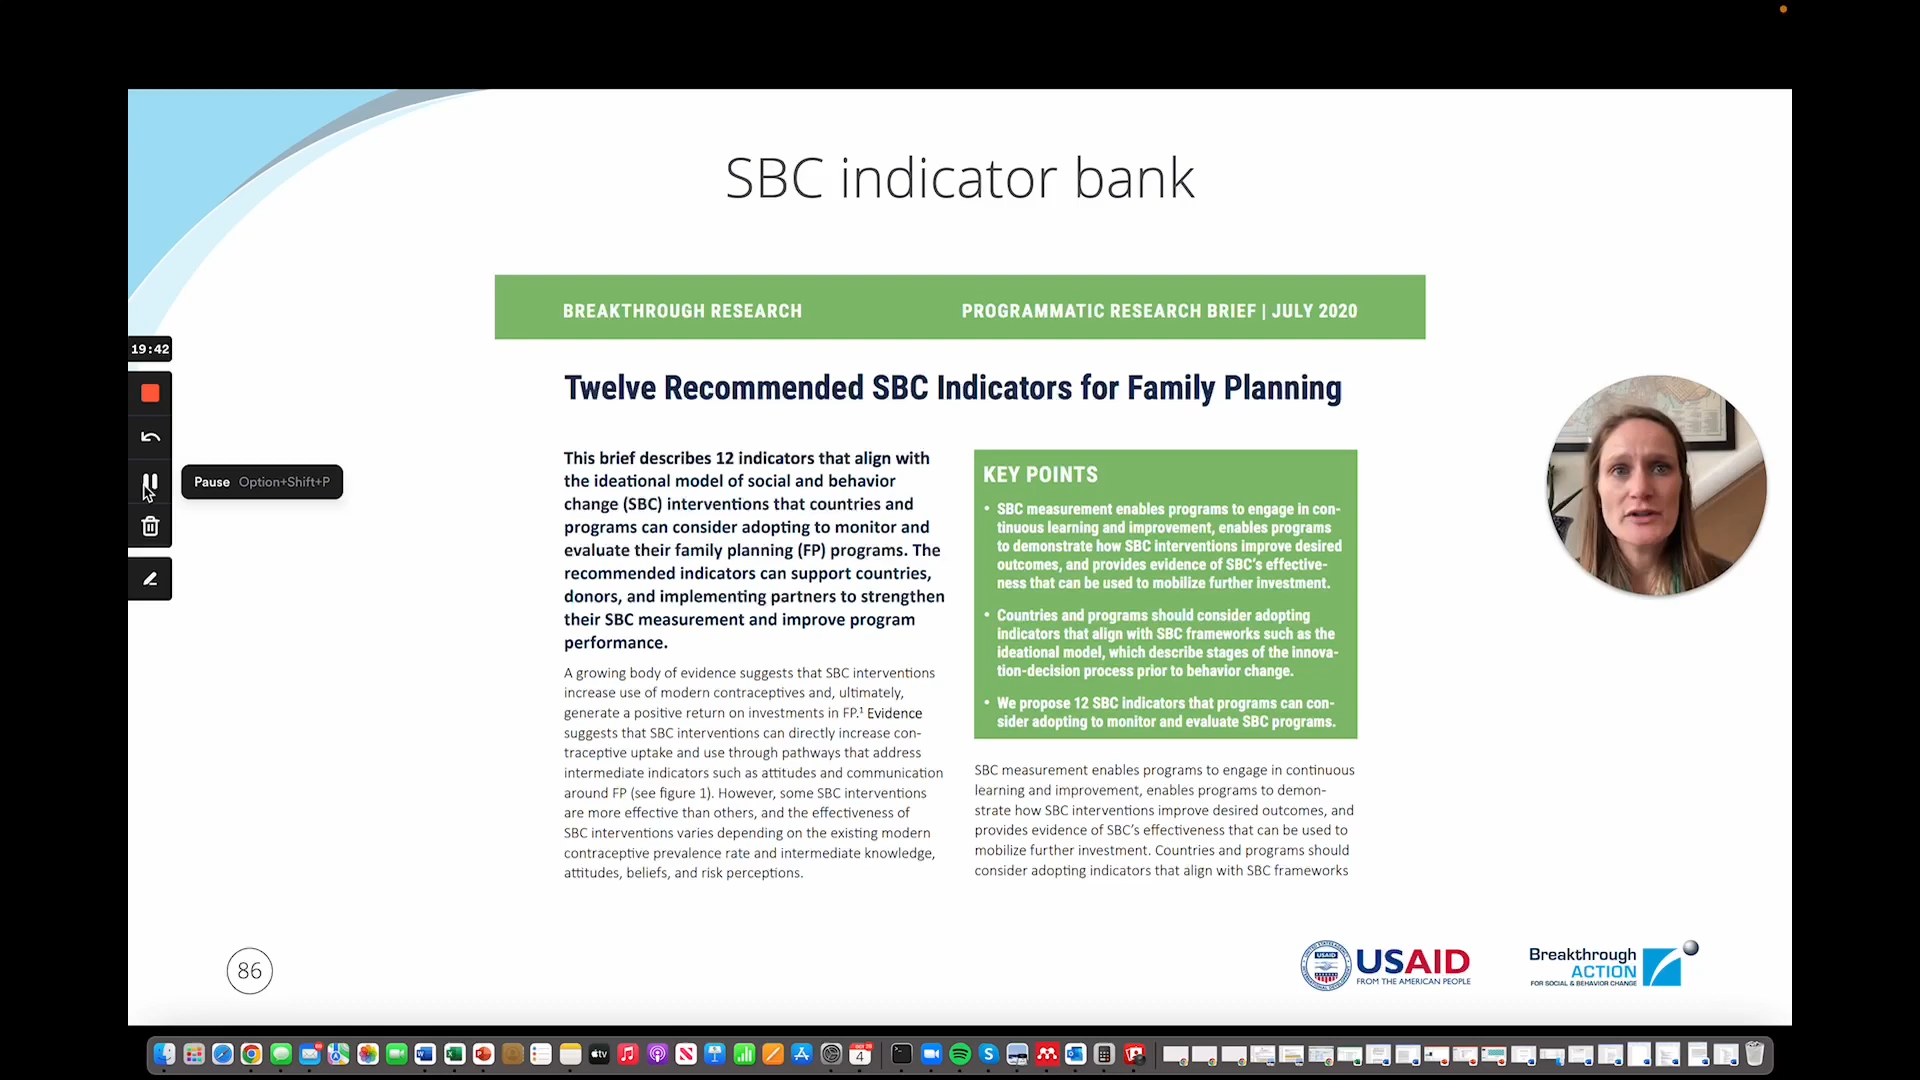 SBC indicator bank
BREAKTHROUGH RESEARCH
PROGRAMMATIC RESEARCH BRIEF | JULY 2020
Twelve Recommended SBC Indicators for Family Planning
This brief describes 12 indicators that align with
the ideational model of social and behavior
change (SBC) interventions that countries and
programs can consider adopting to monitor and
evaluate their family planning (FP) programs. The
recommended indicators can support countries,
donors, and implementing partners to strengthen
their SBC measurement and improve program
performance.
A growing body of evidence suggests that SBC interventions
increase use of modern contraceptives and, ultimately,
generate a positive return on investments in FP.¹ Evidence
suggests that SBC interventions can directly increase con-
traceptive uptake and use through pathways that address
intermediate indicators such as attitudes and communication
around FP (see figure 1). However, some SBC interventions
are more effective than others, and the effectiveness of
SBC interventions varies depending on the existing modern
contraceptive prevalence rate and intermediate knowledge,
attitudes, beliefs, and risk perceptions.
KEY POINTS
• SBC measurement enables programs to engage in con-
tinuous learning and improvement, enables programs
to demonstrate how SBC interventions improve desired
outcomes, and provides evidence of SBC's effective-
ness that can be used to mobilize further investment.
• Countries and programs should consider adopting
indicators that align with SBC frameworks such as the
ideational model, which describe stages of the innova-
tion-decision process prior to behavior change.
• We propose 12 SBC indicators that programs can con-
sider adopting to monitor and evaluate SBC programs.
SBC measurement enables programs to engage in continuous
learning and improvement, enables programs to demon-
strate how SBC interventions improve desired outcomes, and
provides evidence of SBC's effectiveness that can be used to
mobilize further investment. Countries and programs should
consider adopting indicators that align with SBC frameworks
19:42
Pause Option+Shift+P
86
USAID
USAID
FROM THE AMERICAN PEOPLE
Breakthrough
ACTION
FOR SOCIAL & BEHAVIOR CHANGE
tv
4